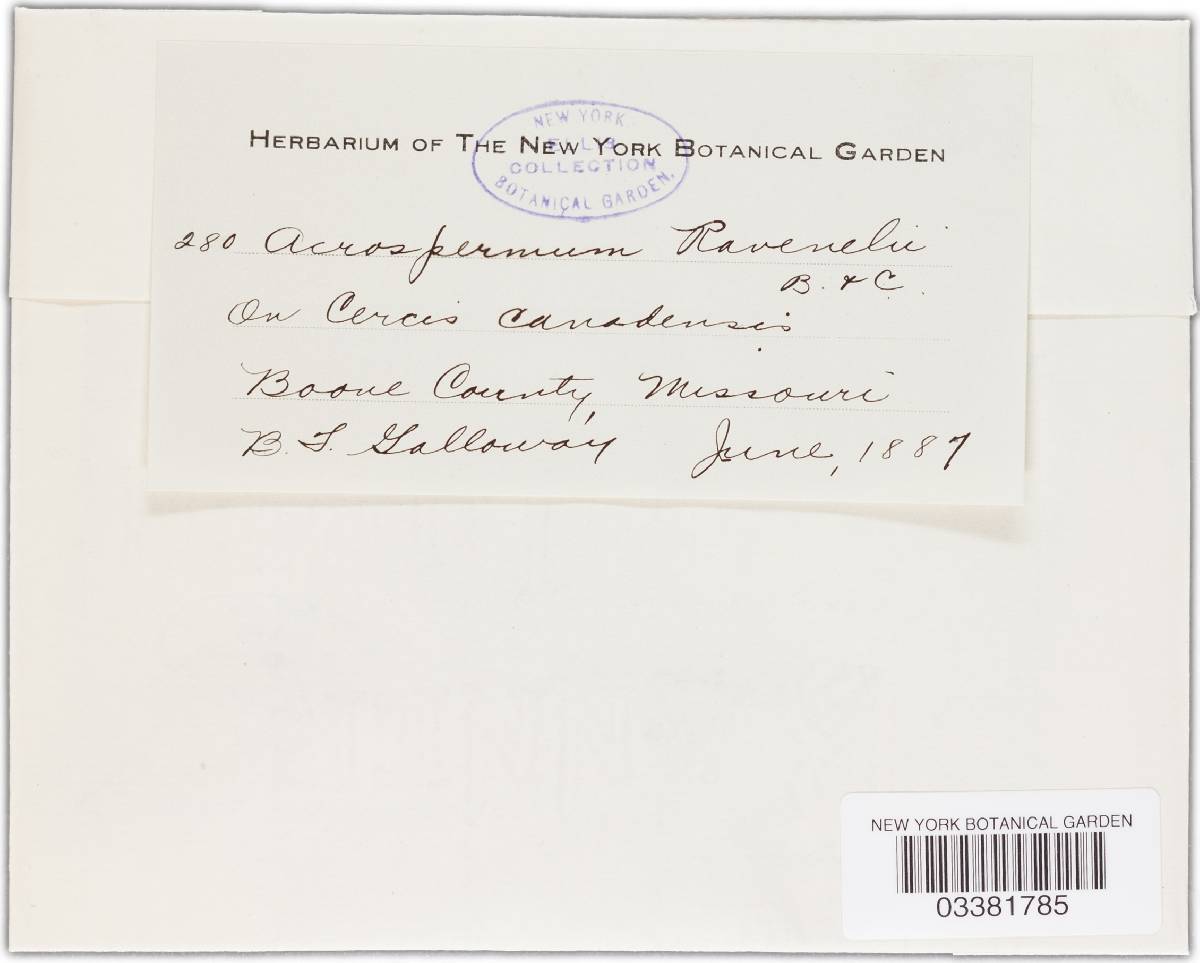 HERBARIUM OF THE NEW YORK BOTANICAL GARDEN
NEW YORK
ELLIS
COLLECTION
BOTANICAL GARDEN.
280 Acrospermum Ravenelii
B. & C.
On Cercis canadensis
Boone County, Missouri
B. T. Galloway June, 1887
NEW YORK BOTANICAL GARDEN
03381785